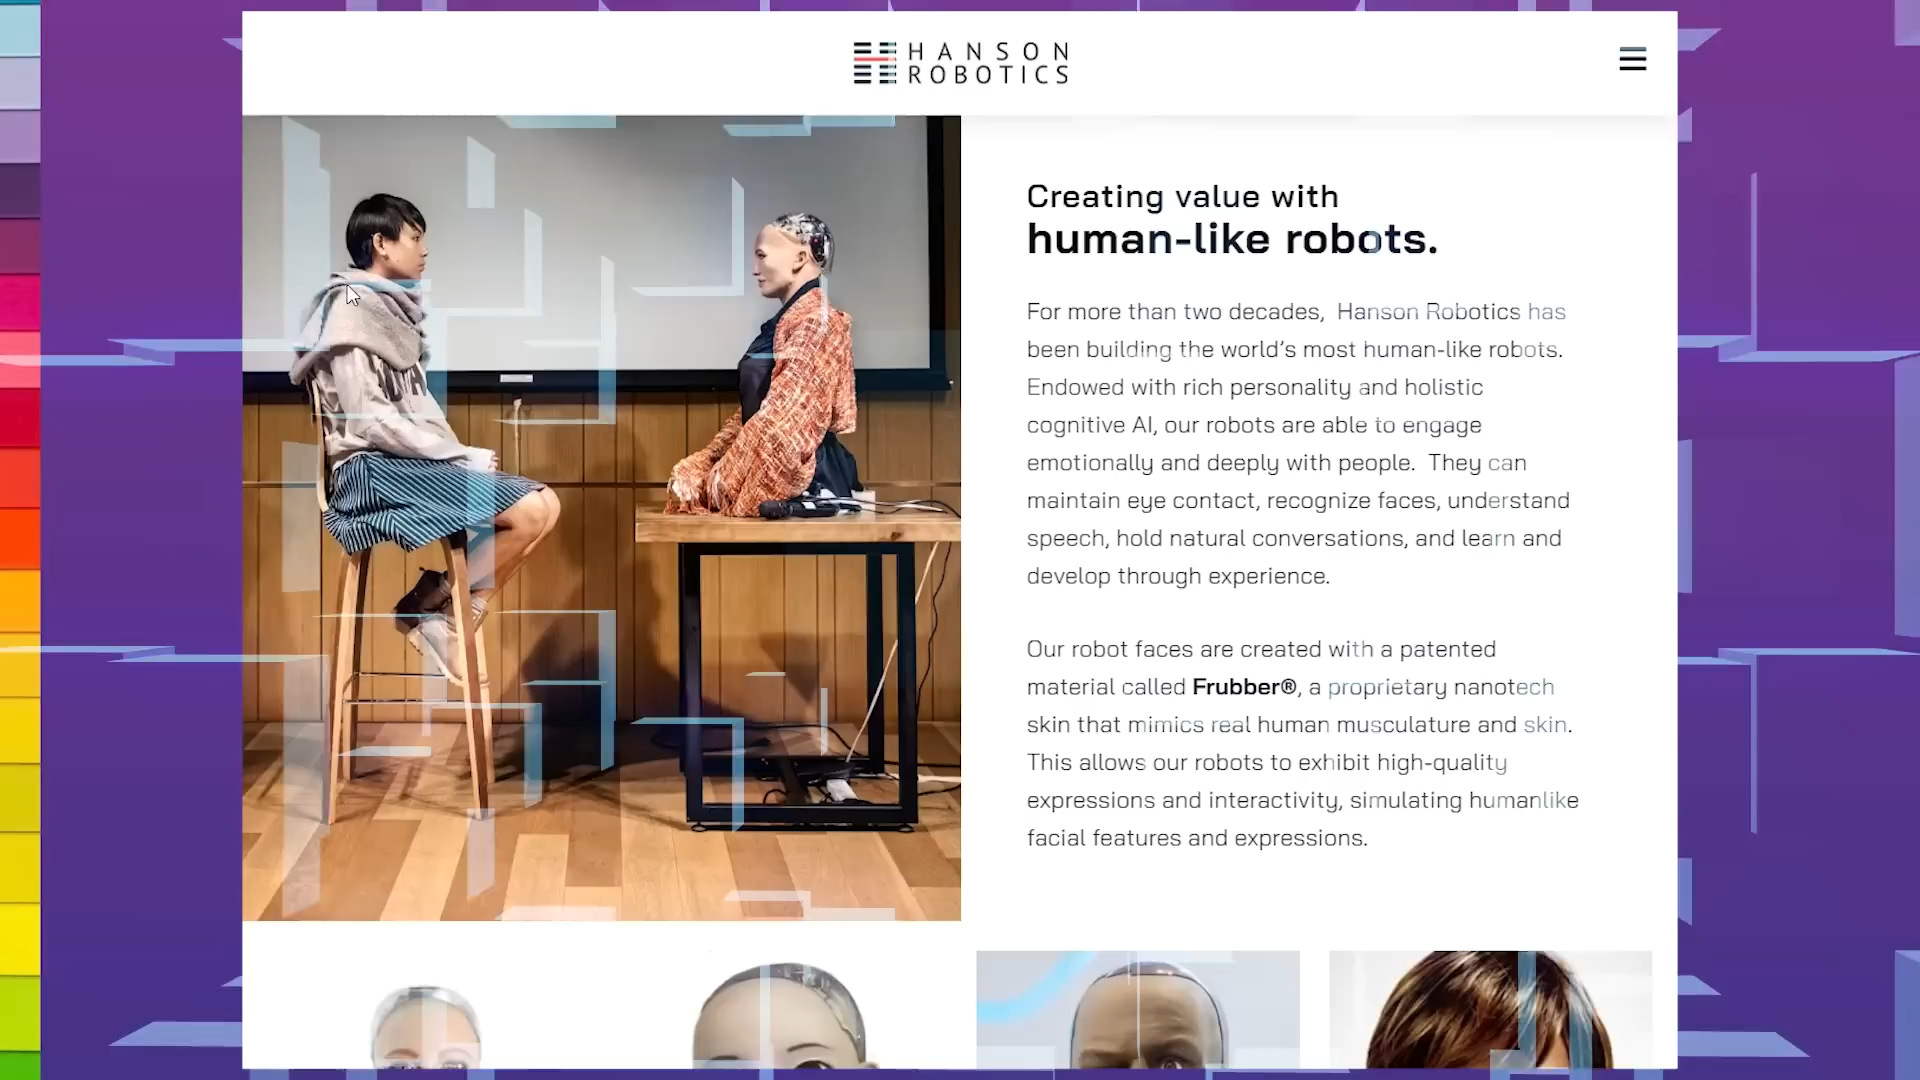 HANSON
ROBOTICS
Creating value with
human-like robots.
For more than two decades, Hanson Robotics has
been building the world's most human-like robots.
Endowed with rich personality and holistic
cognitive AI, our robots are able to engage
emotionally and deeply with people. They can
maintain eye contact, recognize faces, understand
speech, hold natural conversations, and learn and
develop through experience.
Our robot faces are created with a patented
material called Frubber®, a proprietary nanotech
skin that mimics real human musculature and skin.
This allows our robots to exhibit high-quality
expressions and interactivity, simulating humanlike
facial features and expressions.